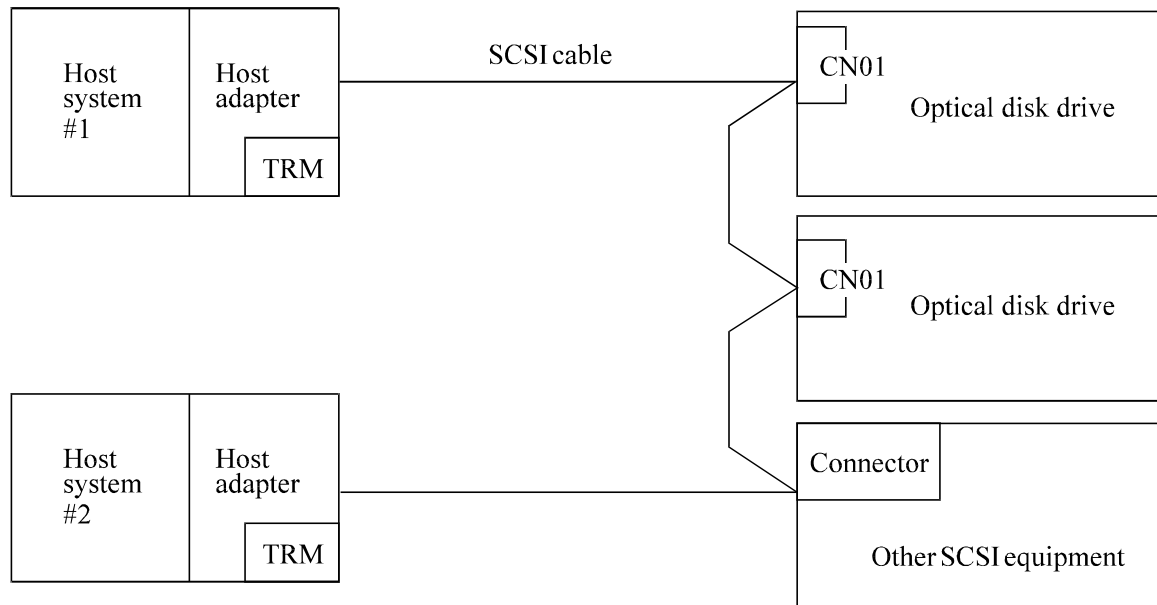 Host
system
#1
Host
adapter
TRM
SCSI cable
CN01
Optical disk drive
CN01
Optical disk drive
Host
system
#2
Host
adapter
TRM
Connector
Other SCSI equipment